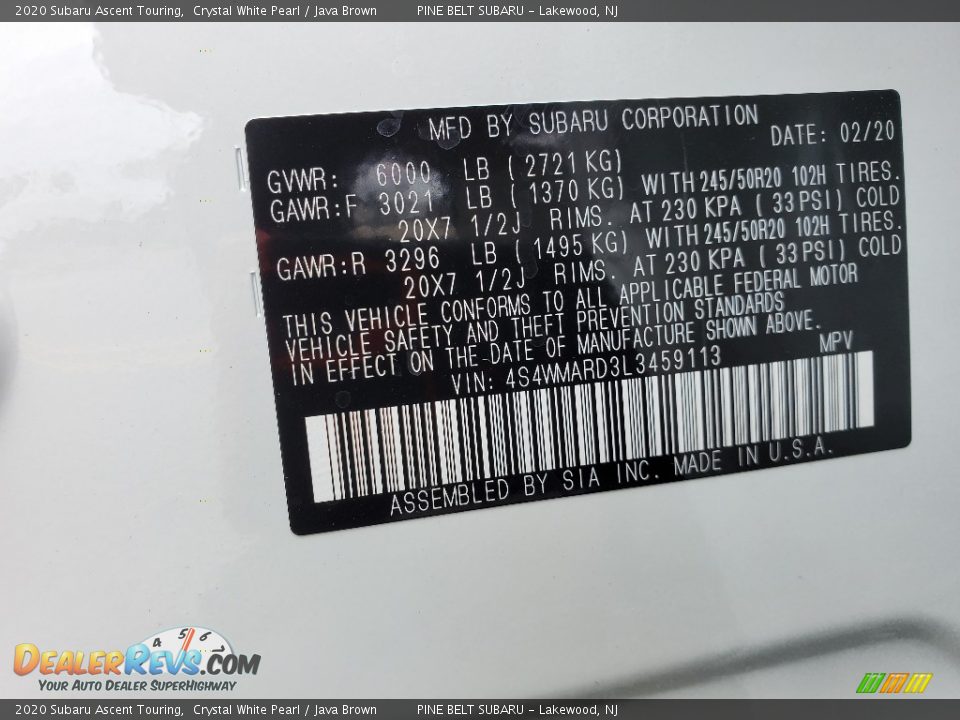 2020 Subaru Ascent Touring, Crystal White Pearl / Java Brown PINE BELT SUBARU - Lakewood, NJ
MFD BY SUBARU CORPORATION
DATE: 02/20
GVWR: 6000 LB ( 2721 KG)
GAWR:F 3021 LB ( 1370 KG) WITH 245/50R20 102H TIRES.
20X7 1/2J RIMS. AT 230 KPA ( 33 PSI) COLD
GAWR:R 3296 LB ( 1495 KG) WITH 245/50R20 102H TIRES.
20X7 1/2J RIMS. AT 230 KPA ( 33 PSI) COLD
THIS VEHICLE CONFORMS TO ALL APPLICABLE FEDERAL MOTOR
VEHICLE SAFETY AND THEFT PREVENTION STANDARDS
IN EFFECT ON THE DATE OF MANUFACTURE SHOWN ABOVE.
VIN: 4S4WMARD3L3459113 MPV
ASSEMBLED BY SIA INC. MADE IN U.S.A.
4 5 6 7
DEALERREVS.COM
YOUR AUTO DEALER SUPERHIGHWAY
2020 Subaru Ascent Touring, Crystal White Pearl / Java Brown PINE BELT SUBARU - Lakewood, NJ